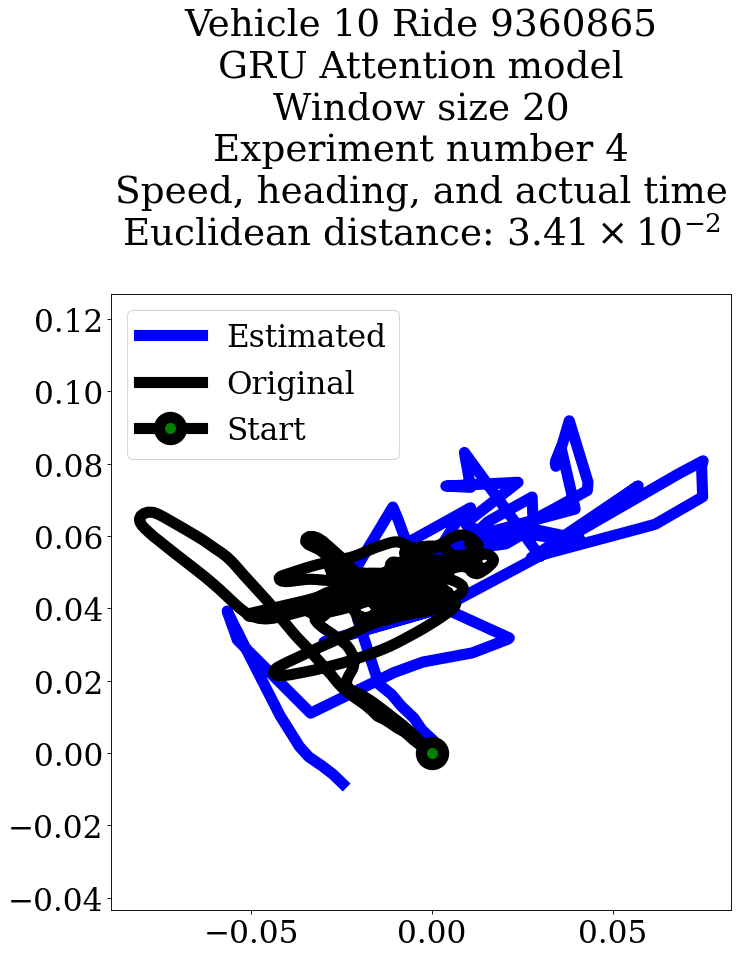 Vehicle 10 Ride 9360865
GRU Attention model
Window size 20
Experiment number 4
Speed, heading, and actual time
Euclidean distance: 3.41 × 10⁻²
Estimated
Original
Start
0.12
0.10
0.08
0.06
0.04
0.02
0.00
−0.02
−0.04
−0.05
0.00
0.05